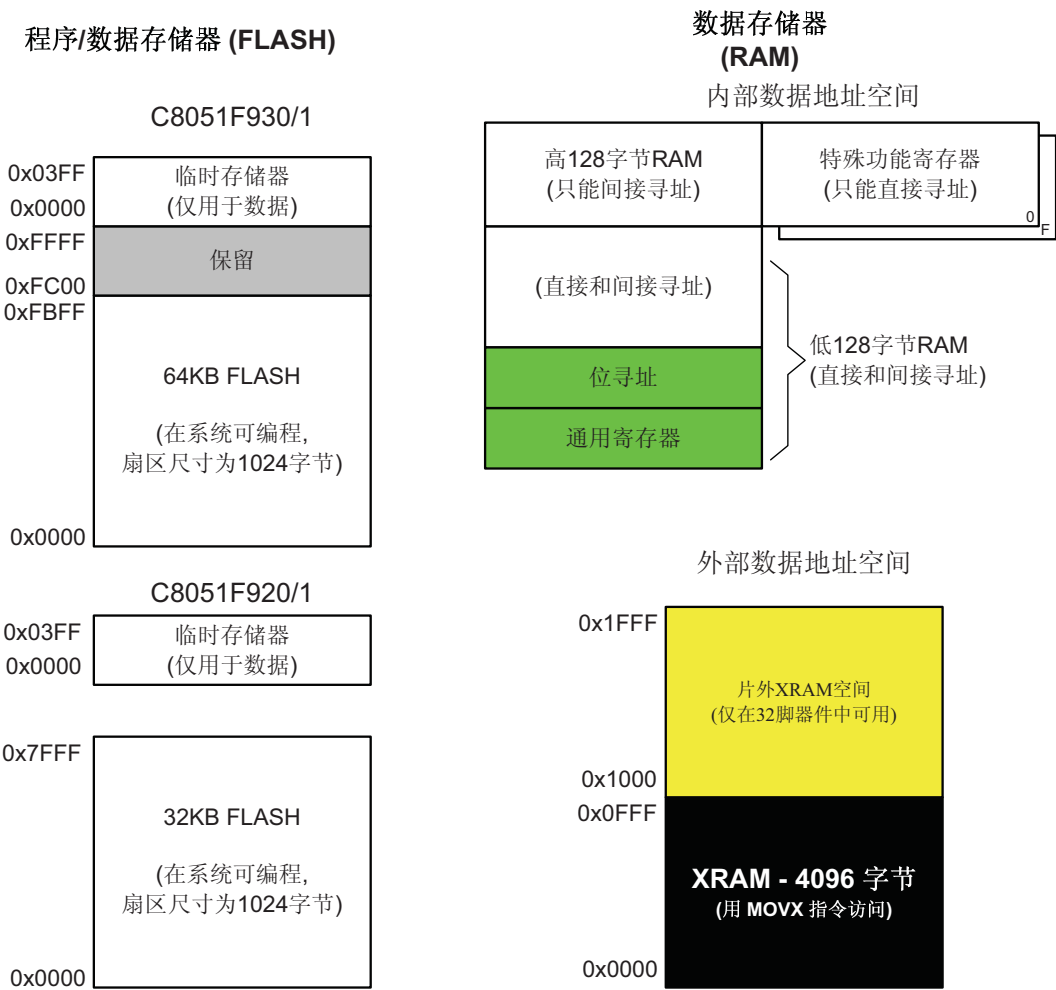 程序/数据存储器 (FLASH)
C8051F930/1
0x03FF
临时存储器
(仅用于数据)
0x0000
0xFFFF
保留
0xFC00
0xFBFF
64KB FLASH
(在系统可编程,
扇区尺寸为1024字节)
0x0000
C8051F920/1
0x03FF
临时存储器
(仅用于数据)
0x0000
0x7FFF
32KB FLASH
(在系统可编程,
扇区尺寸为1024字节)
0x0000
数据存储器
(RAM)
内部数据地址空间
高128字节RAM
(只能间接寻址)
特殊功能寄存器
(只能直接寻址)
0
F
(直接和间接寻址)
位寻址
通用寄存器
低128字节RAM
(直接和间接寻址)
外部数据地址空间
0x1FFF
片外XRAM空间
(仅在32脚器件中可用)
0x1000
0x0FFF
XRAM - 4096 字节
(用 MOVX 指令访问)
0x0000